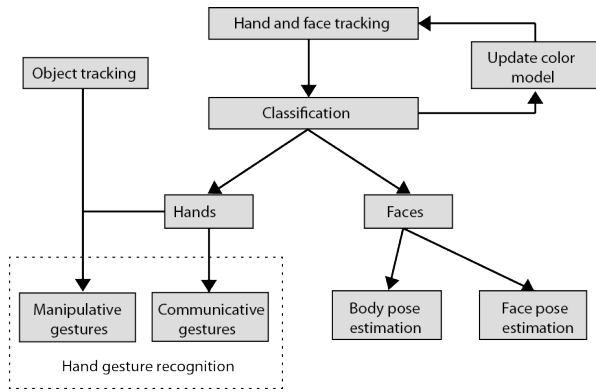 Hand and face tracking
Object tracking
Update color
model
Classification
Hands
Faces
Manipulative
gestures
Communicative
gestures
Body pose
estimation
Face pose
estimation
Hand gesture recognition